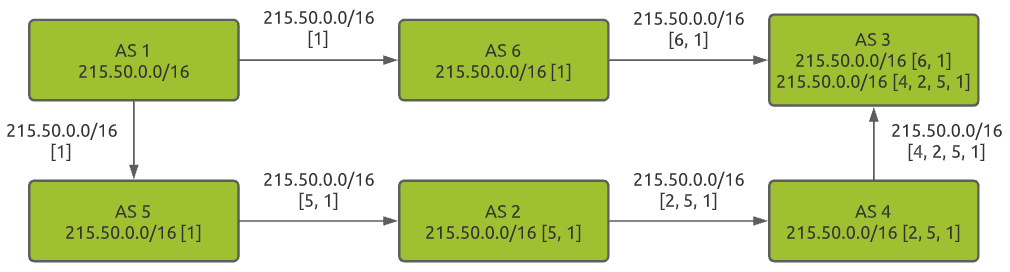 215.50.0.0/16
[1]
215.50.0.0/16
[6, 1]
AS 1
215.50.0.0/16
AS 6
215.50.0.0/16 [1]
AS 3
215.50.0.0/16 [6, 1]
215.50.0.0/16 [4, 2, 5, 1]
215.50.0.0/16
[1]
215.50.0.0/16
[4, 2, 5, 1]
215.50.0.0/16
[5, 1]
215.50.0.0/16
[2, 5, 1]
AS 5
215.50.0.0/16 [1]
AS 2
215.50.0.0/16 [5, 1]
AS 4
215.50.0.0/16 [2, 5, 1]